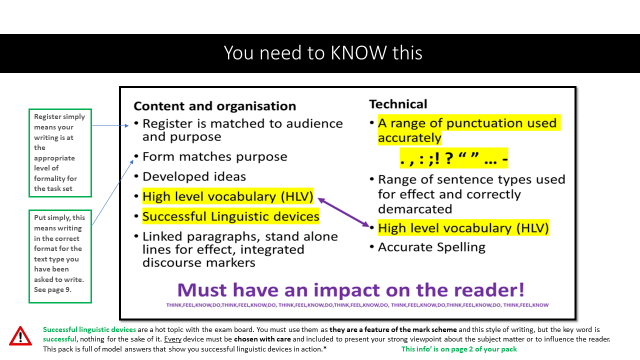 You need to KNOW this
Register simply
means your
writing is at
the
appropriate
level of
formality for
the task set.
Put simply, this
means writing
in the correct
format for the
text type you
have been
asked to write.
See page 9.
Content and organisation
• Register is matched to audience
and purpose
• Form matches purpose
• Developed ideas
• High level vocabulary (HLV)
• Successful Linguistic devices
• Linked paragraphs, stand alone
lines for effect, integrated
discourse markers
Technical
• A range of punctuation used
accurately
. , : ;! ? “ ” … -
• Range of sentence types used
for effect and correctly
demarcated
• High level vocabulary (HLV)
• Accurate Spelling
Must have an impact on the reader!
THINK,FEEL,KNOW,DO,THINK,FEEL,KNOW,DO, THINK,FEEL,KNOW,DO,THINK,FEEL,KNOW,DO, THINK,FEEL,KNOW,DO,THINK,FEEL,KNOW
Successful linguistic devices are a hot topic with the exam board. You must use them as they are a feature of the mark scheme and this style of writing, but the key word is
successful, nothing for the sake of it. Every device must be chosen with care and included to present your strong viewpoint about the subject matter or to influence the reader.
This pack is full of model answers that show you successful linguistic devices in action.*
This info' is on page 2 of your pack